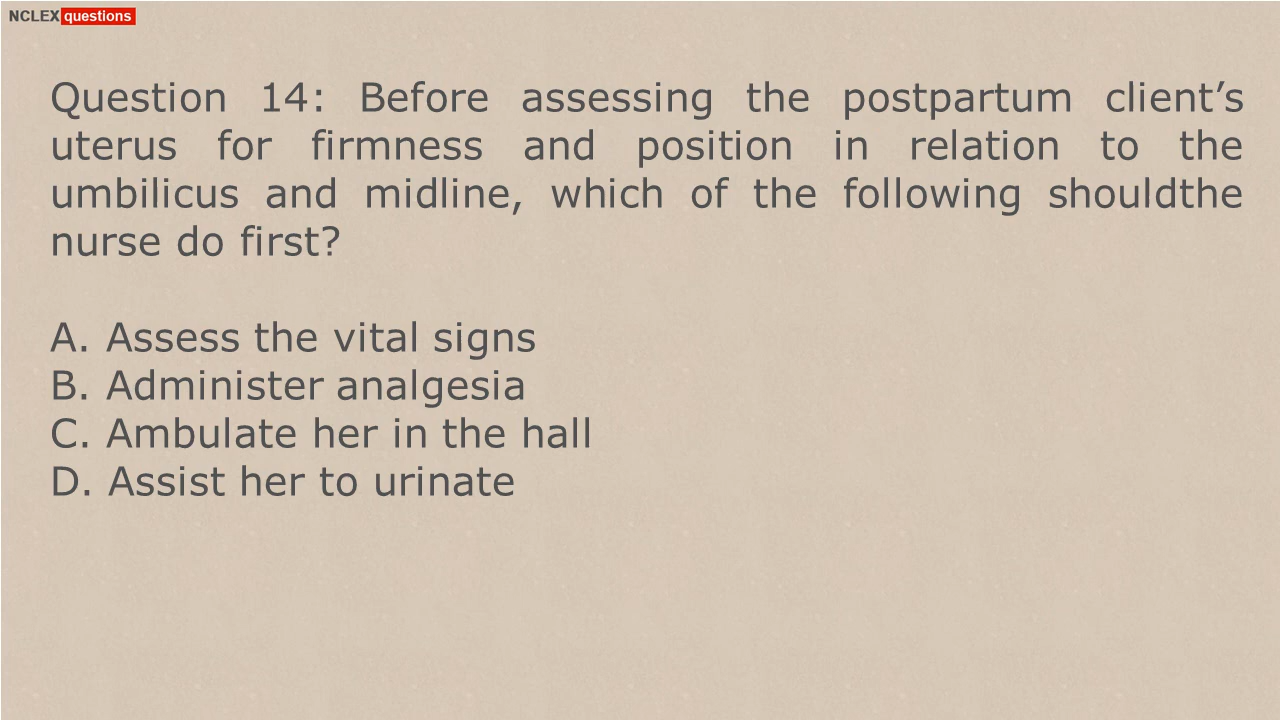 NCLEX questions
Question 14: Before assessing the postpartum client’s
uterus for firmness and position in relation to the
umbilicus and midline, which of the following shouldthe
nurse do first?
A. Assess the vital signs
B. Administer analgesia
C. Ambulate her in the hall
D. Assist her to urinate